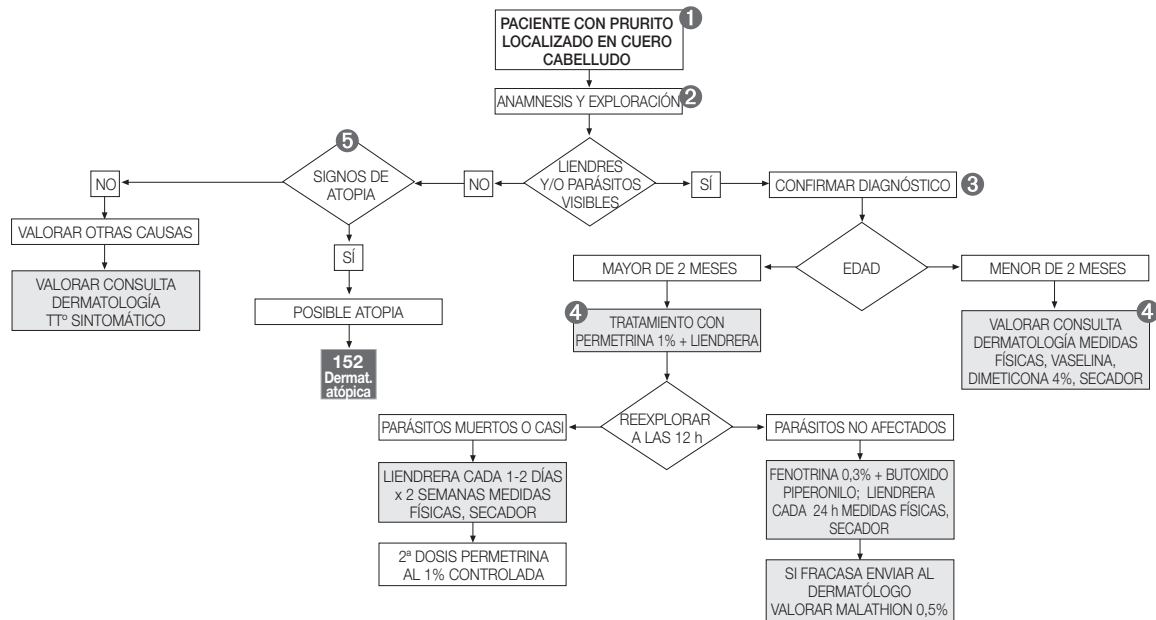 PACIENTE CON PRURITO
LOCALIZADO EN CUERO
CABELLUDO
1
ANAMNESIS Y EXPLORACIÓN
2
LIENDRES
Y/O PARÁSITOS
VISIBLES
5
SIGNOS DE
ATOPIA
NO
NO
SÍ
CONFIRMAR DIAGNÓSTICO
3
VALORAR OTRAS CAUSAS
VALORAR CONSULTA
DERMATOLOGÍA
TTº SINTOMÁTICO
SÍ
POSIBLE ATOPIA
152
Dermat.
atópica
EDAD
MAYOR DE 2 MESES
MENOR DE 2 MESES
4
TRATAMIENTO CON
PERMETRINA 1% + LIENDRERA
4
VALORAR CONSULTA
DERMATOLOGÍA MEDIDAS
FÍSICAS, VASELINA,
DIMETICONA 4%, SECADOR
REEXPLORAR
A LAS 12 h
PARÁSITOS MUERTOS O CASI
PARÁSITOS NO AFECTADOS
LIENDRERA CADA 1-2 DÍAS
x 2 SEMANAS MEDIDAS
FÍSICAS, SECADOR
2ª DOSIS PERMETRINA
AL 1% CONTROLADA
FENOTRINA 0,3% + BUTOXIDO
PIPERONILO; LIENDRERA
CADA 24 h MEDIDAS FÍSICAS,
SECADOR
SI FRACASA ENVIAR AL
DERMATÓLOGO
VALORAR MALATHION 0,5%